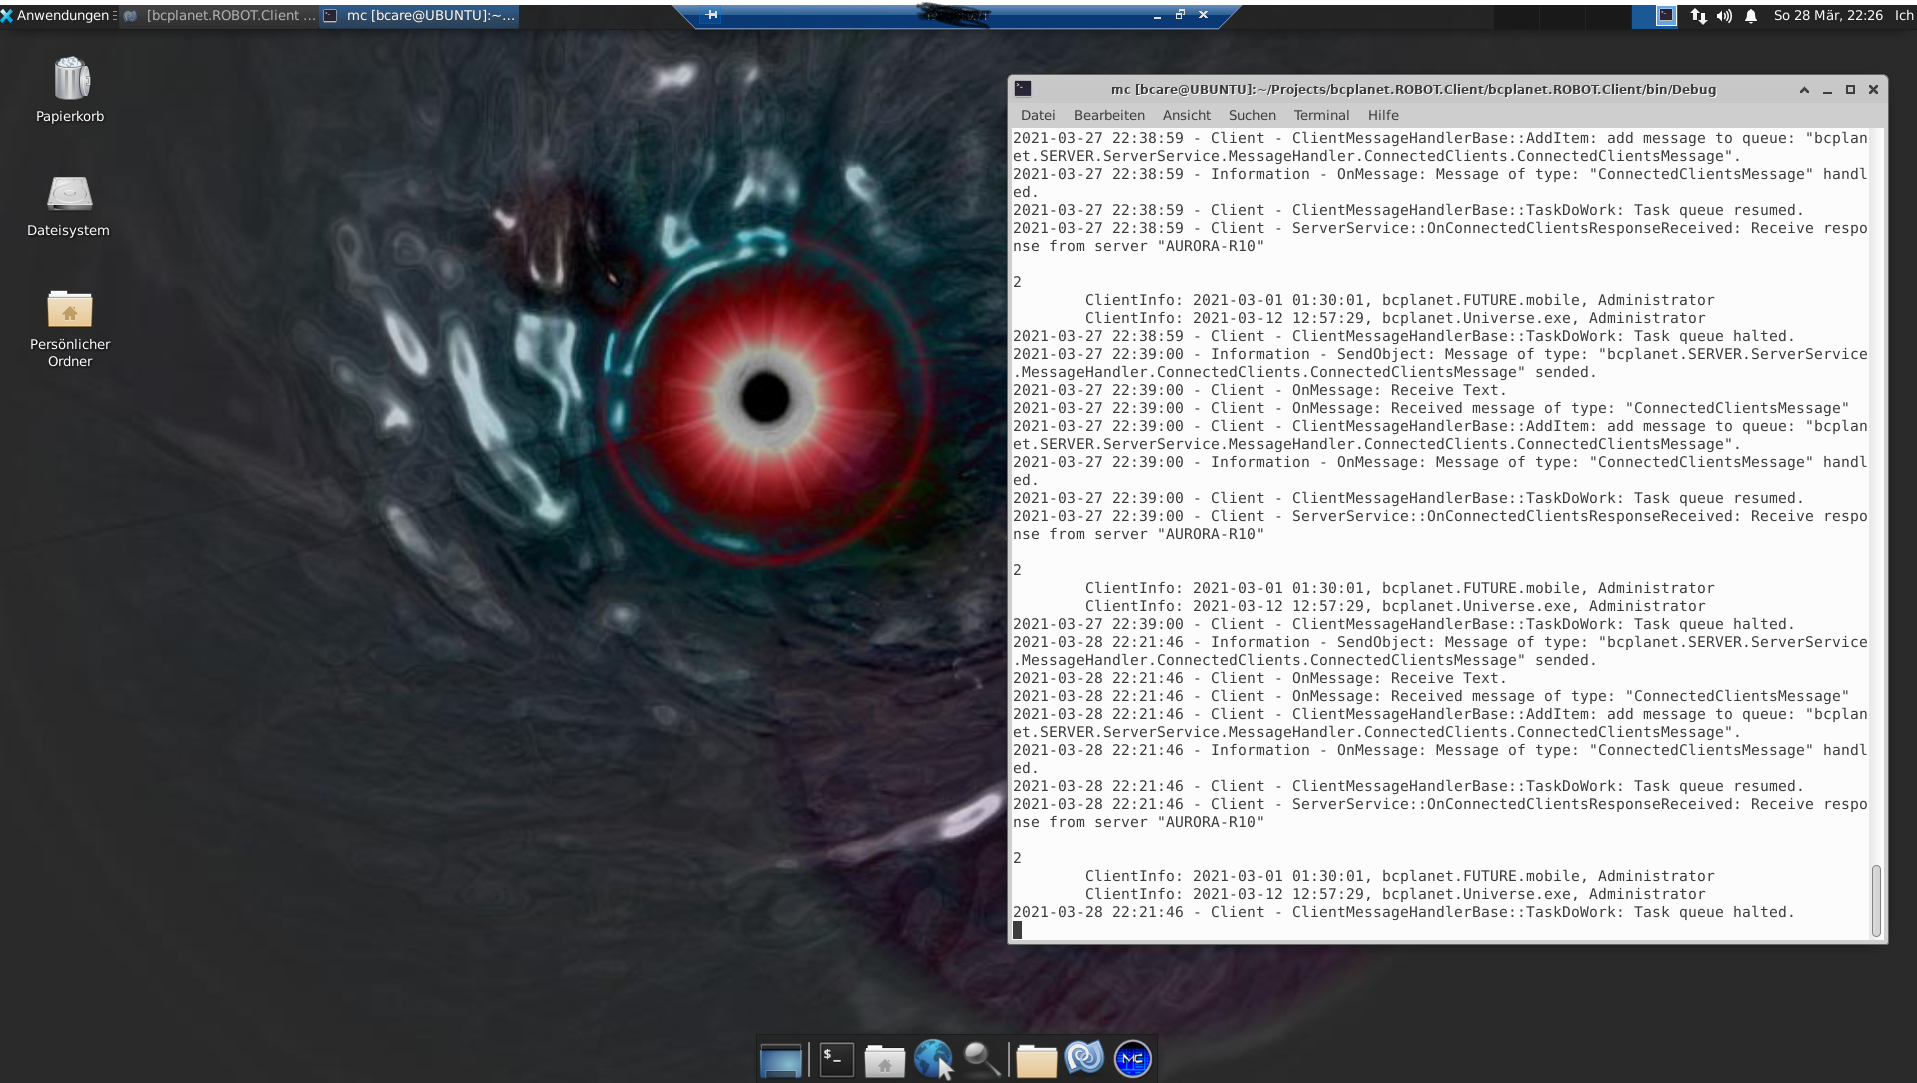 Anwendungen
[bcplanet.ROBOT.Client ...
mc [bcare@UBUNTU]:~...
So 28 Mär, 22:26
Ich
Papierkorb
Dateisystem
Persönlicher
Ordner
mc [bcare@UBUNTU]:~/Projects/bcplanet.ROBOT.Client/bcplanet.ROBOT.Client/bin/Debug
Datei Bearbeiten Ansicht Suchen Terminal Hilfe
2021-03-27 22:38:59 - Client - ClientMessageHandlerBase::AddItem: add message to queue: "bcplan
et.SERVER.ServerService.MessageHandler.ConnectedClients.ConnectedClientsMessage".
2021-03-27 22:38:59 - Information - OnMessage: Message of type: "ConnectedClientsMessage" handl
ed.
2021-03-27 22:38:59 - Client - ClientMessageHandlerBase::TaskDoWork: Task queue resumed.
2021-03-27 22:38:59 - Client - ServerService::OnConnectedClientsResponseReceived: Receive respo
nse from server "AURORA-R10"
2
ClientInfo: 2021-03-01 01:30:01, bcplanet.FUTURE.mobile, Administrator
ClientInfo: 2021-03-12 12:57:29, bcplanet.Universe.exe, Administrator
2021-03-27 22:38:59 - Client - ClientMessageHandlerBase::TaskDoWork: Task queue halted.
2021-03-27 22:39:00 - Information - SendObject: Message of type: "bcplanet.SERVER.ServerService
.MessageHandler.ConnectedClients.ConnectedClientsMessage" sended.
2021-03-27 22:39:00 - Client - OnMessage: Receive Text.
2021-03-27 22:39:00 - Client - OnMessage: Received message of type: "ConnectedClientsMessage"
2021-03-27 22:39:00 - Client - ClientMessageHandlerBase::AddItem: add message to queue: "bcplan
et.SERVER.ServerService.MessageHandler.ConnectedClients.ConnectedClientsMessage".
2021-03-27 22:39:00 - Information - OnMessage: Message of type: "ConnectedClientsMessage" handl
ed.
2021-03-27 22:39:00 - Client - ClientMessageHandlerBase::TaskDoWork: Task queue resumed.
2021-03-27 22:39:00 - Client - ServerService::OnConnectedClientsResponseReceived: Receive respo
nse from server "AURORA-R10"
2
ClientInfo: 2021-03-01 01:30:01, bcplanet.FUTURE.mobile, Administrator
ClientInfo: 2021-03-12 12:57:29, bcplanet.Universe.exe, Administrator
2021-03-27 22:39:00 - Client - ClientMessageHandlerBase::TaskDoWork: Task queue halted.
2021-03-28 22:21:46 - Information - SendObject: Message of type: "bcplanet.SERVER.ServerService
.MessageHandler.ConnectedClients.ConnectedClientsMessage" sended.
2021-03-28 22:21:46 - Client - OnMessage: Receive Text.
2021-03-28 22:21:46 - Client - OnMessage: Received message of type: "ConnectedClientsMessage"
2021-03-28 22:21:46 - Client - ClientMessageHandlerBase::AddItem: add message to queue: "bcplan
et.SERVER.ServerService.MessageHandler.ConnectedClients.ConnectedClientsMessage".
2021-03-28 22:21:46 - Information - OnMessage: Message of type: "ConnectedClientsMessage" handl
ed.
2021-03-28 22:21:46 - Client - ClientMessageHandlerBase::TaskDoWork: Task queue resumed.
2021-03-28 22:21:46 - Client - ServerService::OnConnectedClientsResponseReceived: Receive respo
nse from server "AURORA-R10"
2
ClientInfo: 2021-03-01 01:30:01, bcplanet.FUTURE.mobile, Administrator
ClientInfo: 2021-03-12 12:57:29, bcplanet.Universe.exe, Administrator
2021-03-28 22:21:46 - Client - ClientMessageHandlerBase::TaskDoWork: Task queue halted.
$_
MC